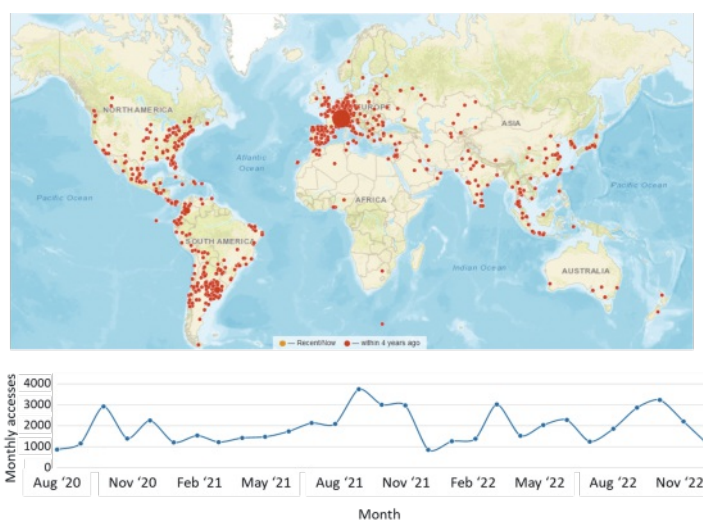 NORTH AMERICA
EUROPE
ASIA
Atlantic
Ocean
Pacific Ocean
Pacific Ocean
AFRICA
SOUTH AMERICA
Indian Ocean
AUSTRALIA
— Recent/Now — within 4 years ago
Monthly accesses
4000
3000
2000
1000
0
Aug '20 Nov '20 Feb '21 May '21 Aug '21 Nov '21 Feb '22 May '22 Aug '22 Nov '22
Month